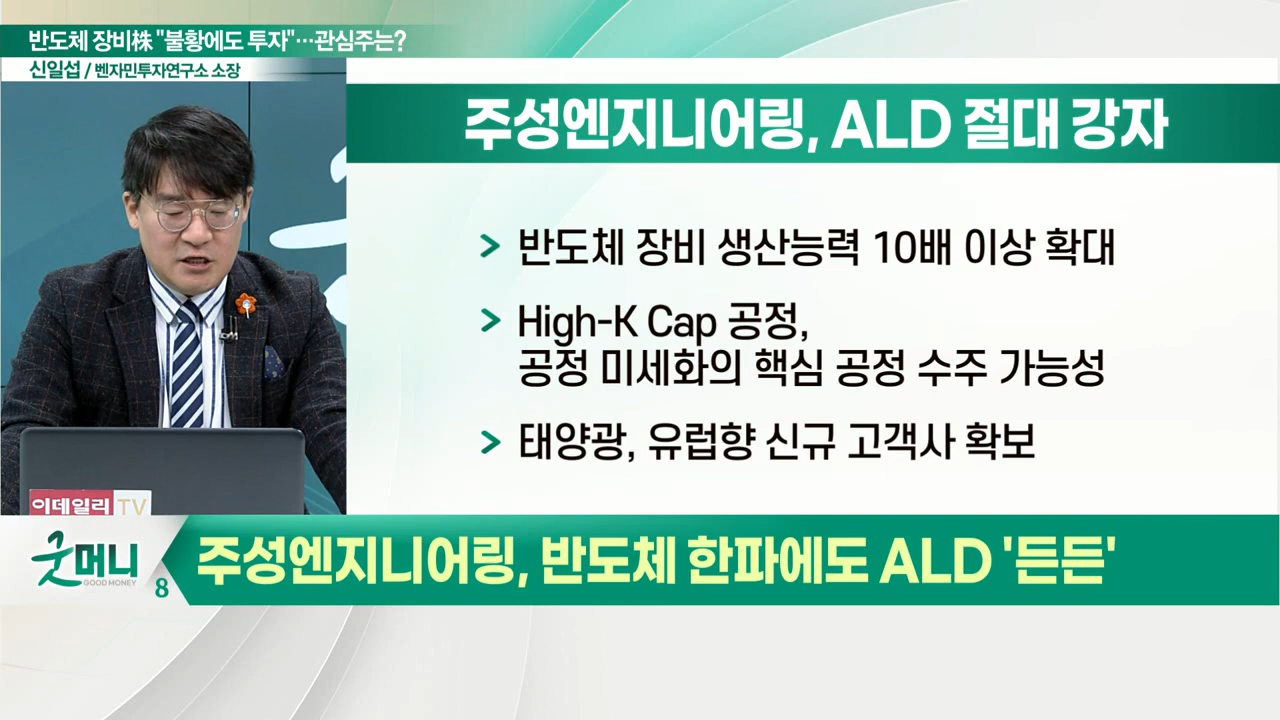 반도체 장비株 "불황에도 투자"…관심주는?
신일섭 / 벤자민투자연구소 소장
주성엔지니어링, ALD 절대 강자
> 반도체 장비 생산능력 10배 이상 확대
> High-K Cap 공정,
공정 미세화의 핵심 공정 수주 가능성
> 태양광, 유럽향 신규 고객사 확보
이데일리TV
굿머니
GOOD MONEY
8
주성엔지니어링, 반도체 한파에도 ALD '든든'